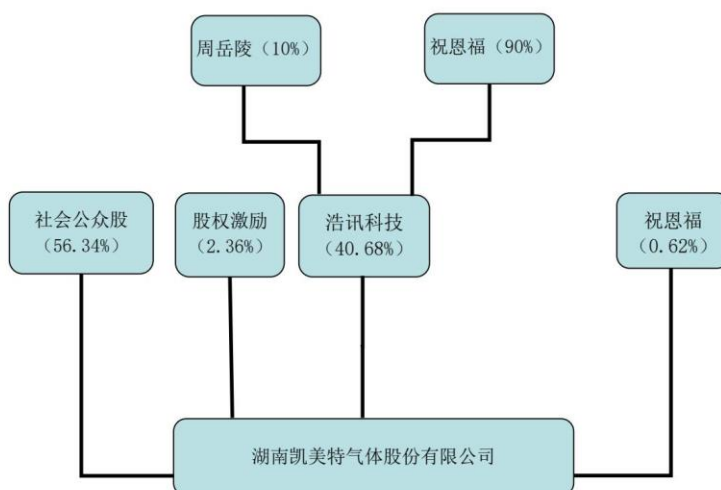 周岳陵（10%）
祝恩福（90%）
社会公众股
（56.34%）
股权激励
（2.36%）
浩讯科技
（40.68%）
祝恩福
（0.62%）
湖南凯美特气体股份有限公司